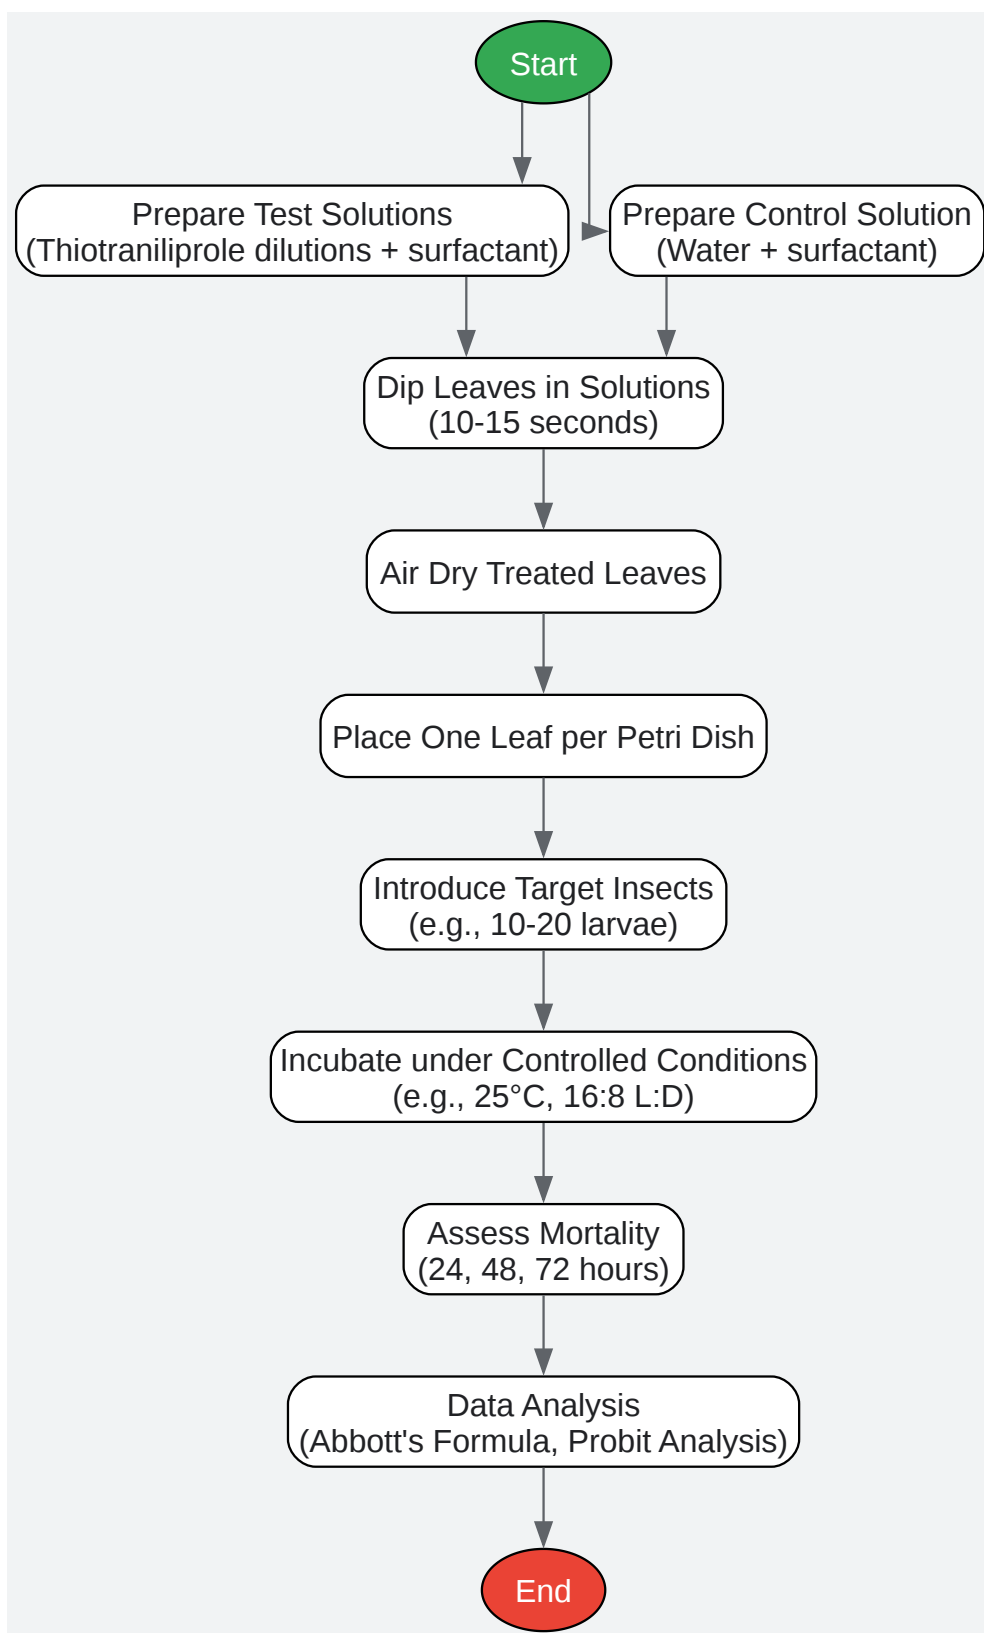 Start
Prepare Test Solutions
(Thiotraniliprole dilutions + surfactant)
Prepare Control Solution
(Water + surfactant)
Dip Leaves in Solutions
(10-15 seconds)
Air Dry Treated Leaves
Place One Leaf per Petri Dish
Introduce Target Insects
(e.g., 10-20 larvae)
Incubate under Controlled Conditions
(e.g., 25°C, 16:8 L:D)
Assess Mortality
(24, 48, 72 hours)
Data Analysis
(Abbott's Formula, Probit Analysis)
End